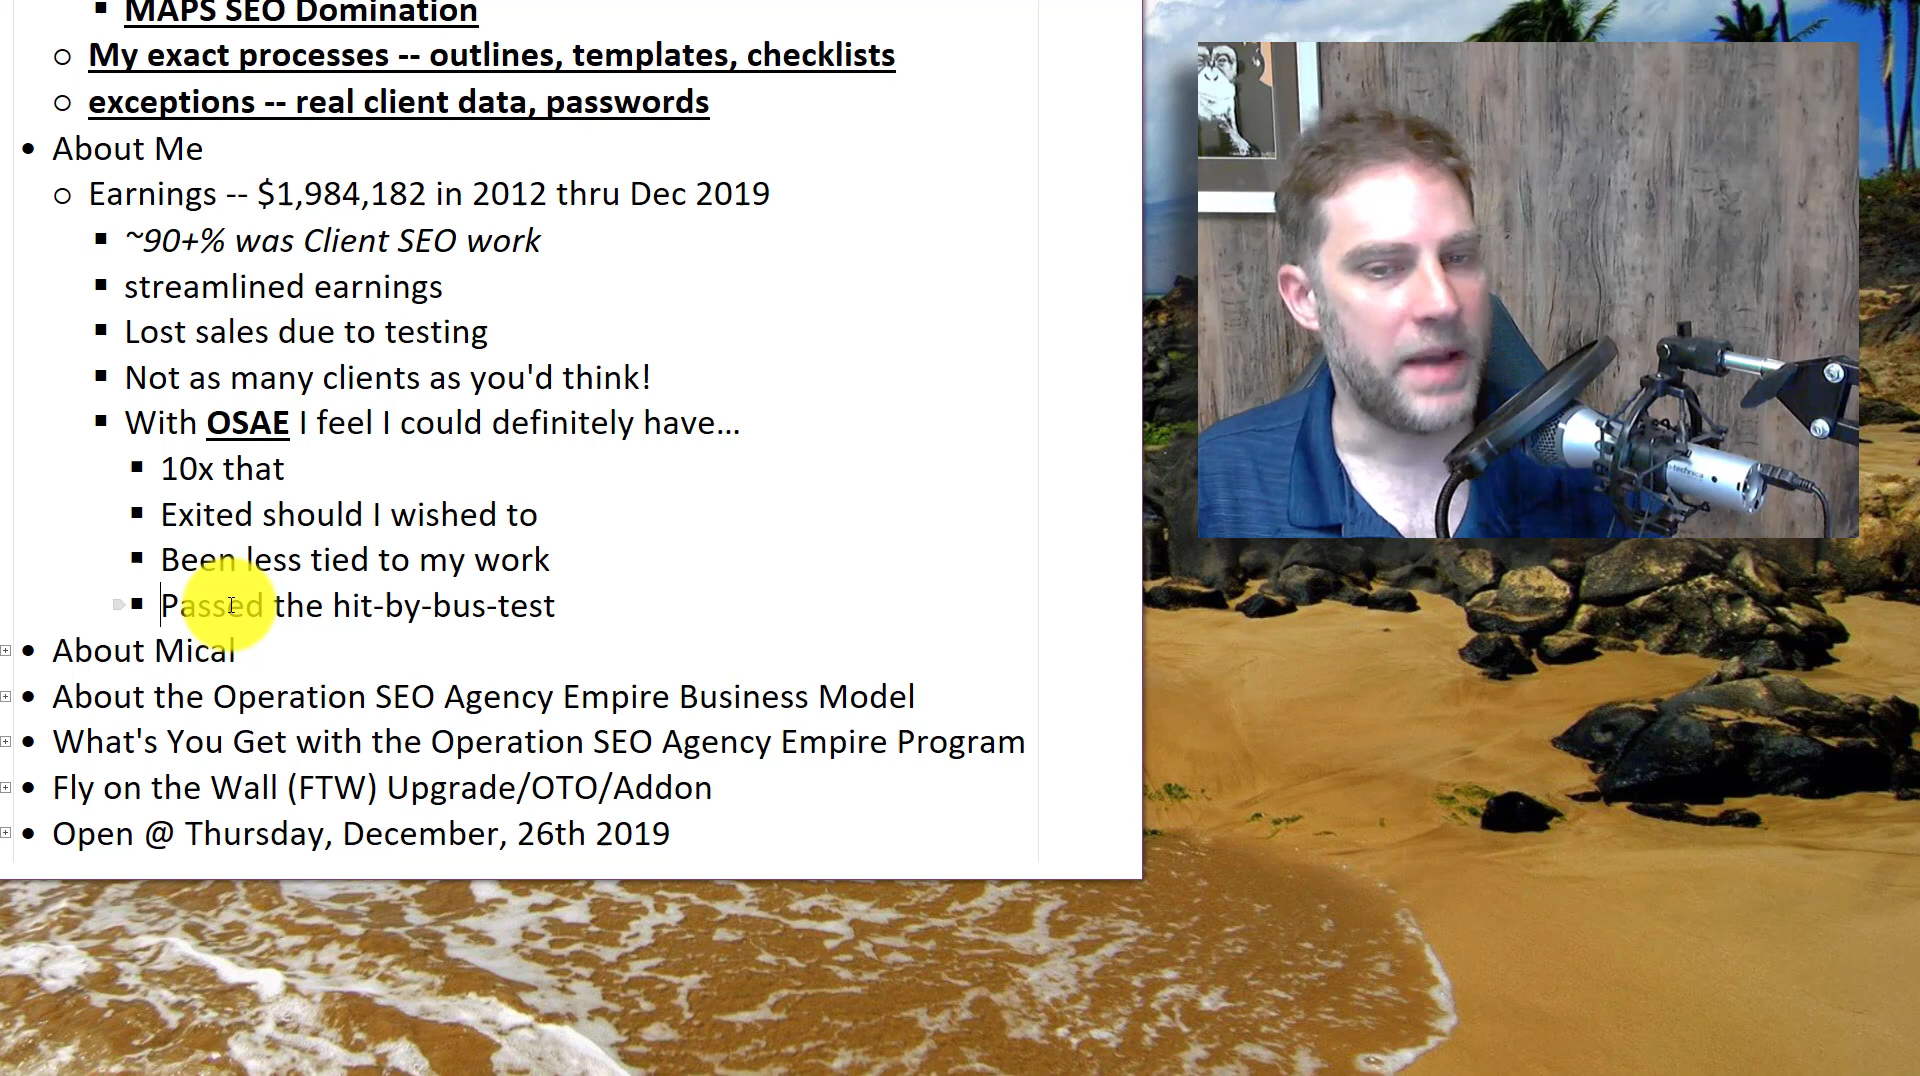 MAPS SEO Domination
My exact processes -- outlines, templates, checklists
exceptions -- real client data, passwords
About Me
Earnings -- $1,984,182 in 2012 thru Dec 2019
~90+% was Client SEO work
streamlined earnings
Lost sales due to testing
Not as many clients as you'd think!
With OSAE I feel I could definitely have...
10x that
Exited should I wished to
Been less tied to my work
Passed the hit-by-bus-test
About Mical
About the Operation SEO Agency Empire Business Model
What's You Get with the Operation SEO Agency Empire Program
Fly on the Wall (FTW) Upgrade/OTO/Addon
Open @ Thursday, December, 26th 2019